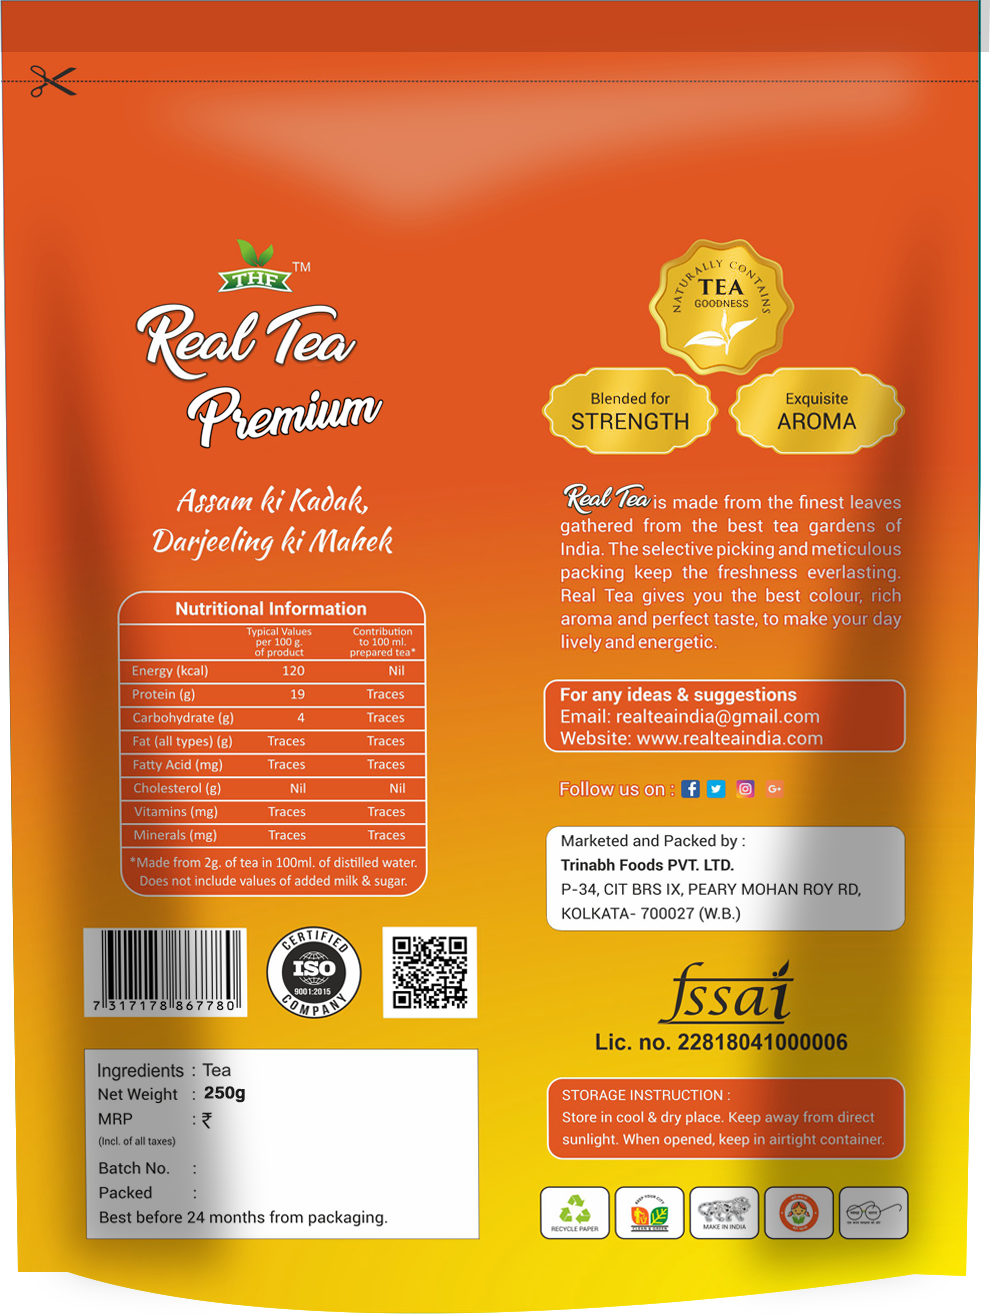 THF TM
Real Tea
Premium
Assam ki Kadak,
Darjeeling ki Mahek
Nutritional Information
Typical Values per 100 g. of product
Contribution to 100 ml. prepared tea*
Energy (kcal) 120 Nil
Protein (g) 19 Traces
Carbohydrate (g) 4 Traces
Fat (all types) (g) Traces Traces
Fatty Acid (mg) Traces Traces
Cholesterol (g) Nil Nil
Vitamins (mg) Traces Traces
Minerals (mg) Traces Traces
*Made from 2g. of tea in 100ml. of distilled water.
Does not include values of added milk & sugar.
7 317178 867780
CERTIFIED
ISO
9001:2015
COMPANY
Ingredients : Tea
Net Weight : 250g
MRP : ₹
(Incl. of all taxes)
Batch No. :
Packed :
Best before 24 months from packaging.
NATURALLY CONTAINS
TEA
GOODNESS
Blended for
STRENGTH
Exquisite
AROMA
Real Tea is made from the finest leaves
gathered from the best tea gardens of
India. The selective picking and meticulous
packing keep the freshness everlasting.
Real Tea gives you the best colour, rich
aroma and perfect taste, to make your day
lively and energetic.
For any ideas & suggestions
Email: realteaindia@gmail.com
Website: www.realteaindia.com
Follow us on : f G+
Marketed and Packed by :
Trinabh Foods PVT. LTD.
P-34, CIT BRS IX, PEARY MOHAN ROY RD,
KOLKATA- 700027 (W.B.)
fssai
Lic. no. 22818041000006
STORAGE INSTRUCTION :
Store in cool & dry place. Keep away from direct
sunlight. When opened, keep in airtight container.
RECYCLE PAPER
KEEP YOUR CITY
CLEAN & GREEN
MAKE IN INDIA